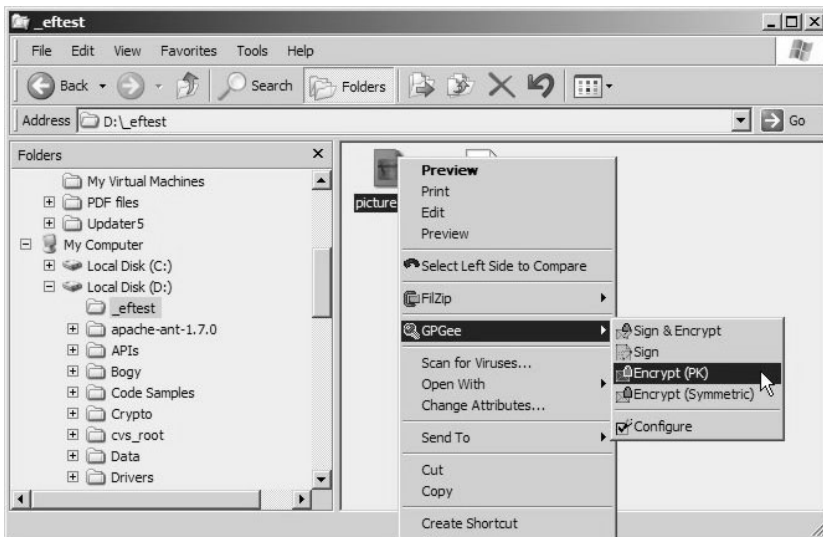 _eftest
File Edit View Favorites Tools Help
Back Search Folders
Address D:\_eftest Go
Folders
My Virtual Machines
PDF files
Updater5
My Computer
Local Disk (C:)
Local Disk (D:)
_eftest
apache-ant-1.7.0
APIs
Bogy
Code Samples
Crypto
cvs_root
Data
Drivers
picture
Preview
Print
Edit
Preview
Select Left Side to Compare
FilZip
GPGee
Scan for Viruses...
Open With
Change Attributes...
Send To
Cut
Copy
Create Shortcut
Sign & Encrypt
Sign
Encrypt (PK)
Encrypt (Symmetric)
Configure